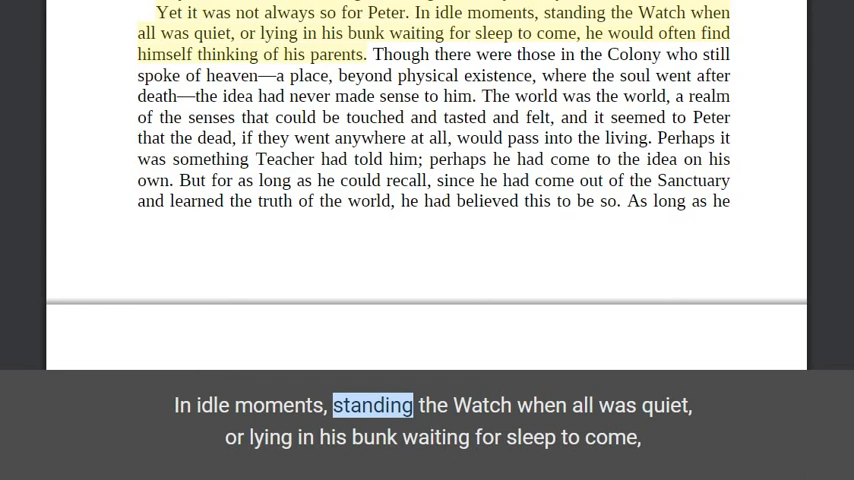 Yet it was not always so for Peter. In idle moments, standing the Watch when
all was quiet, or lying in his bunk waiting for sleep to come, he would often find
himself thinking of his parents. Though there were those in the Colony who still
spoke of heaven—a place, beyond physical existence, where the soul went after
death—the idea had never made sense to him. The world was the world, a realm
of the senses that could be touched and tasted and felt, and it seemed to Peter
that the dead, if they went anywhere at all, would pass into the living. Perhaps it
was something Teacher had told him; perhaps he had come to the idea on his
own. But for as long as he could recall, since he had come out of the Sanctuary
and learned the truth of the world, he had believed this to be so. As long as he
In idle moments, standing the Watch when all was quiet,
or lying in his bunk waiting for sleep to come,